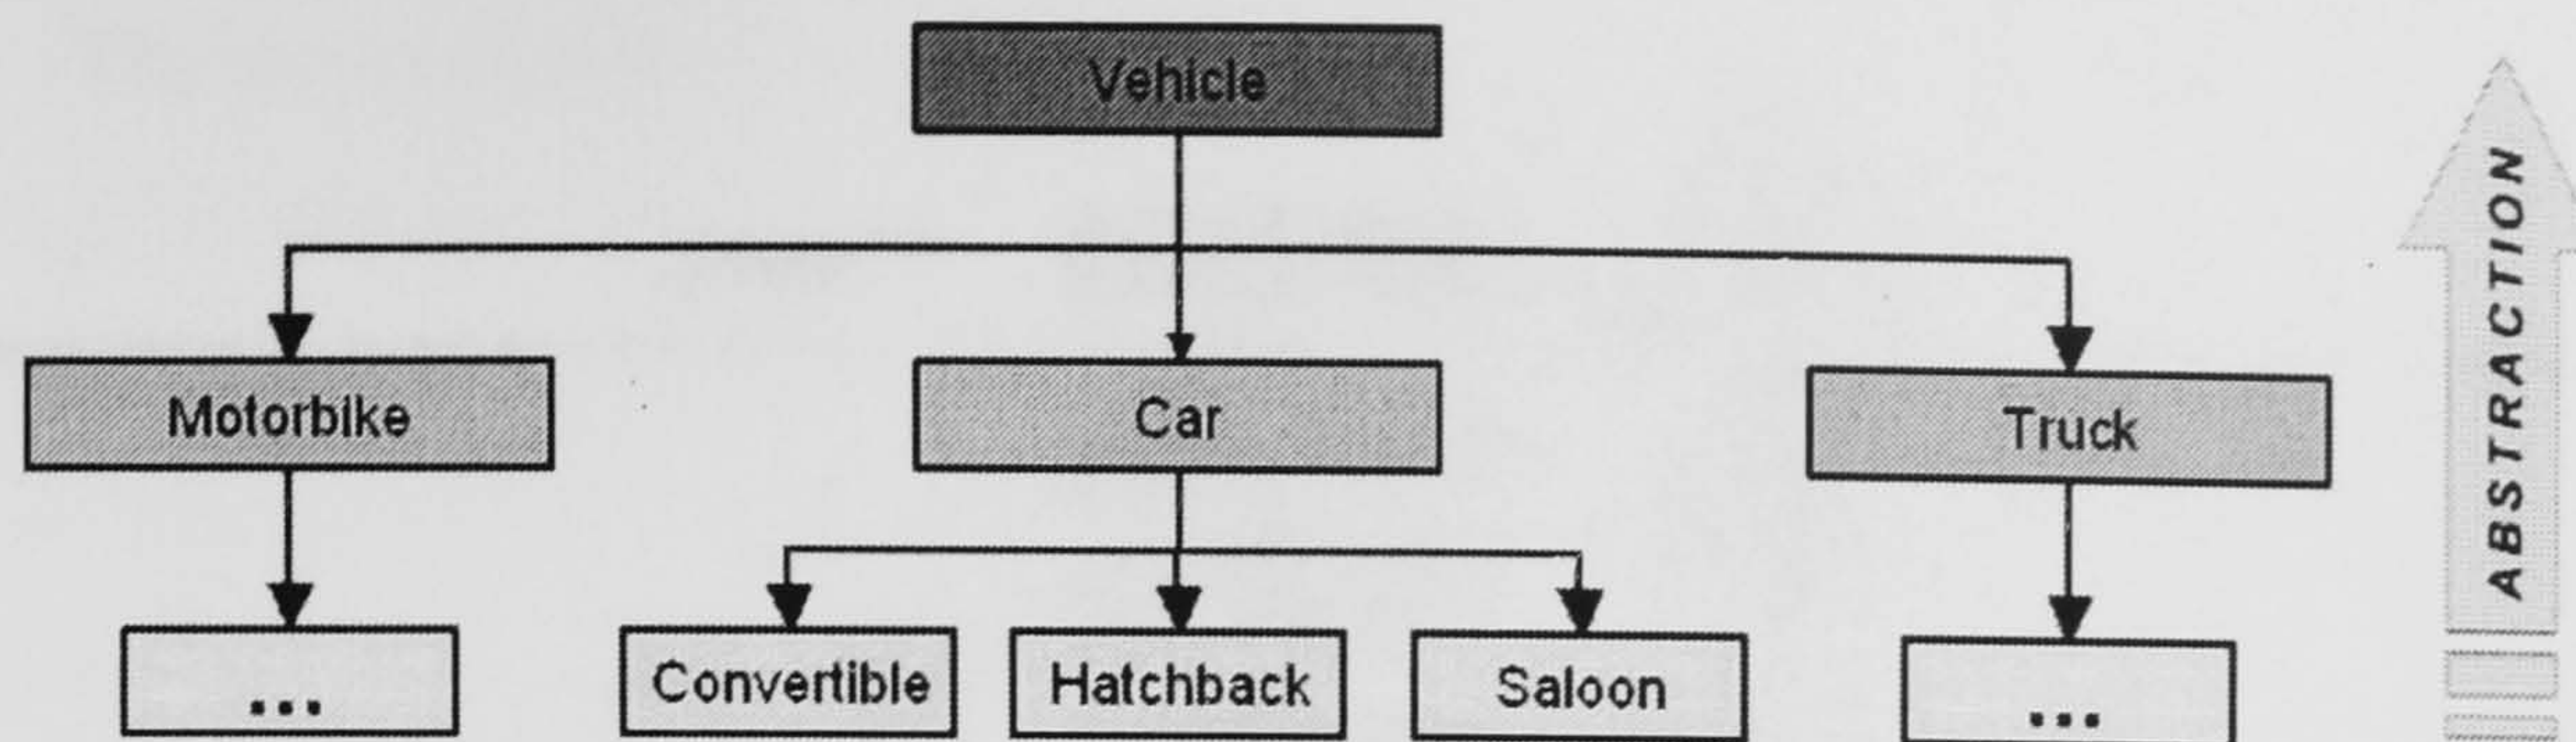 Vehicle
Motorbike
Car
Truck
...
Convertible
Hatchback
Saloon
...
ABSTRACTION